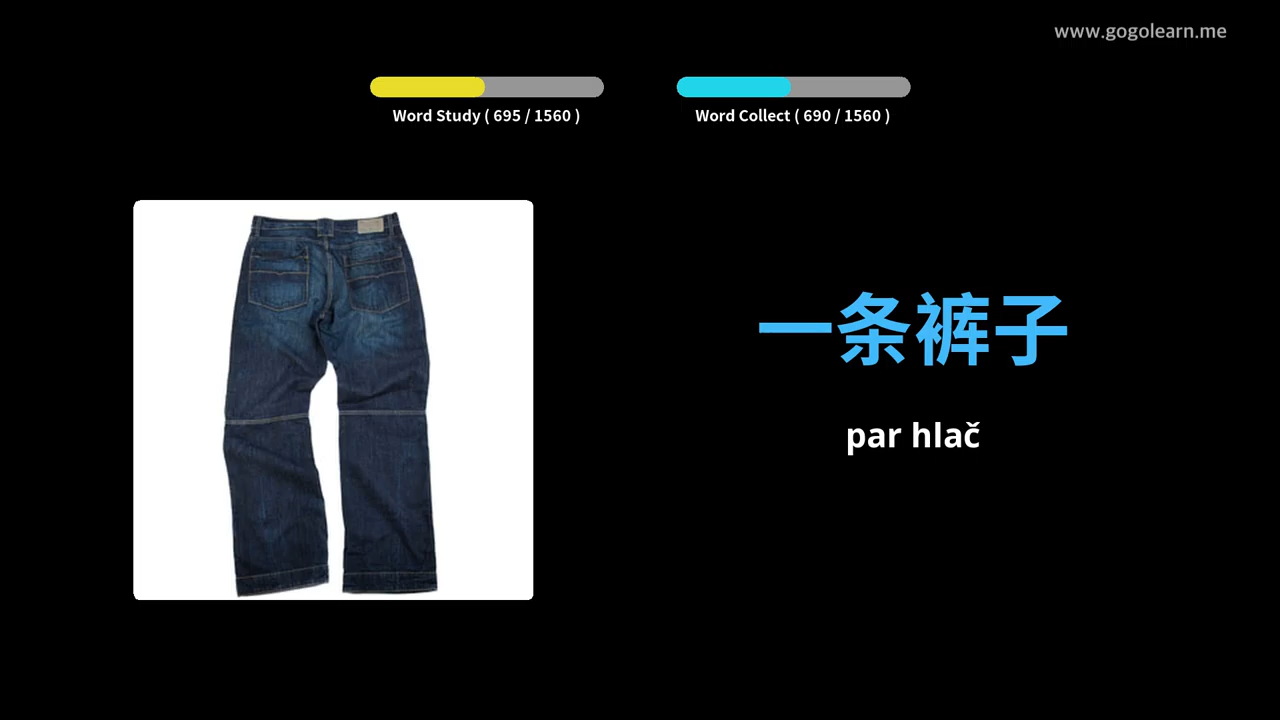 www.gogolearn.me
Word Study ( 695 / 1560 )
Word Collect ( 690 / 1560 )
一条裤子
par hlač